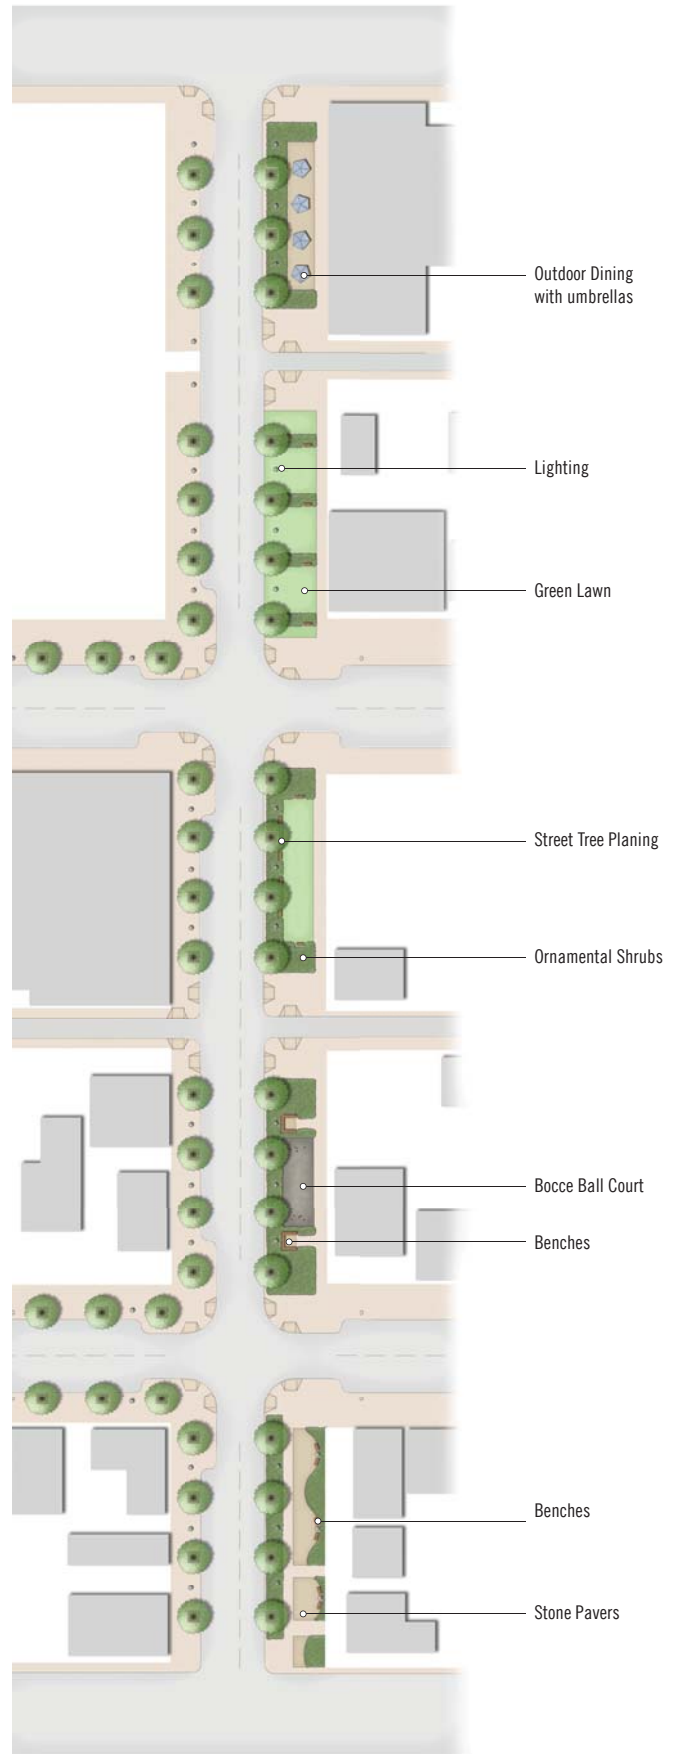 Outdoor Dining
with umbrellas
Lighting
Green Lawn
Street Tree Planing
Ornamental Shrubs
Bocce Ball Court
Benches
Benches
Stone Pavers